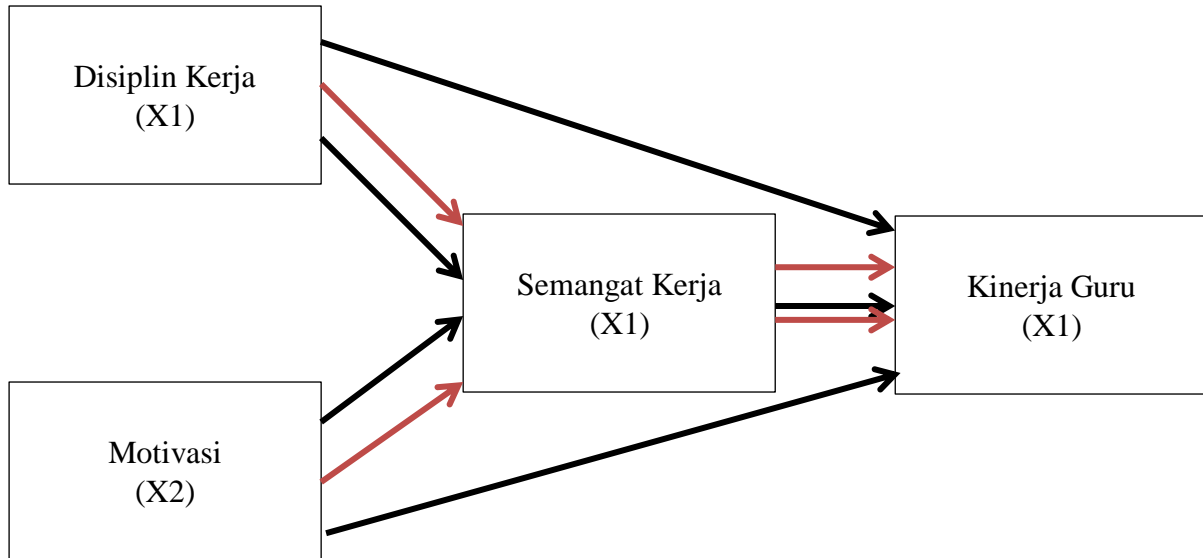 Disiplin Kerja
(X1)
Semangat Kerja
(X1)
Kinerja Guru
(X1)
Motivasi
(X2)